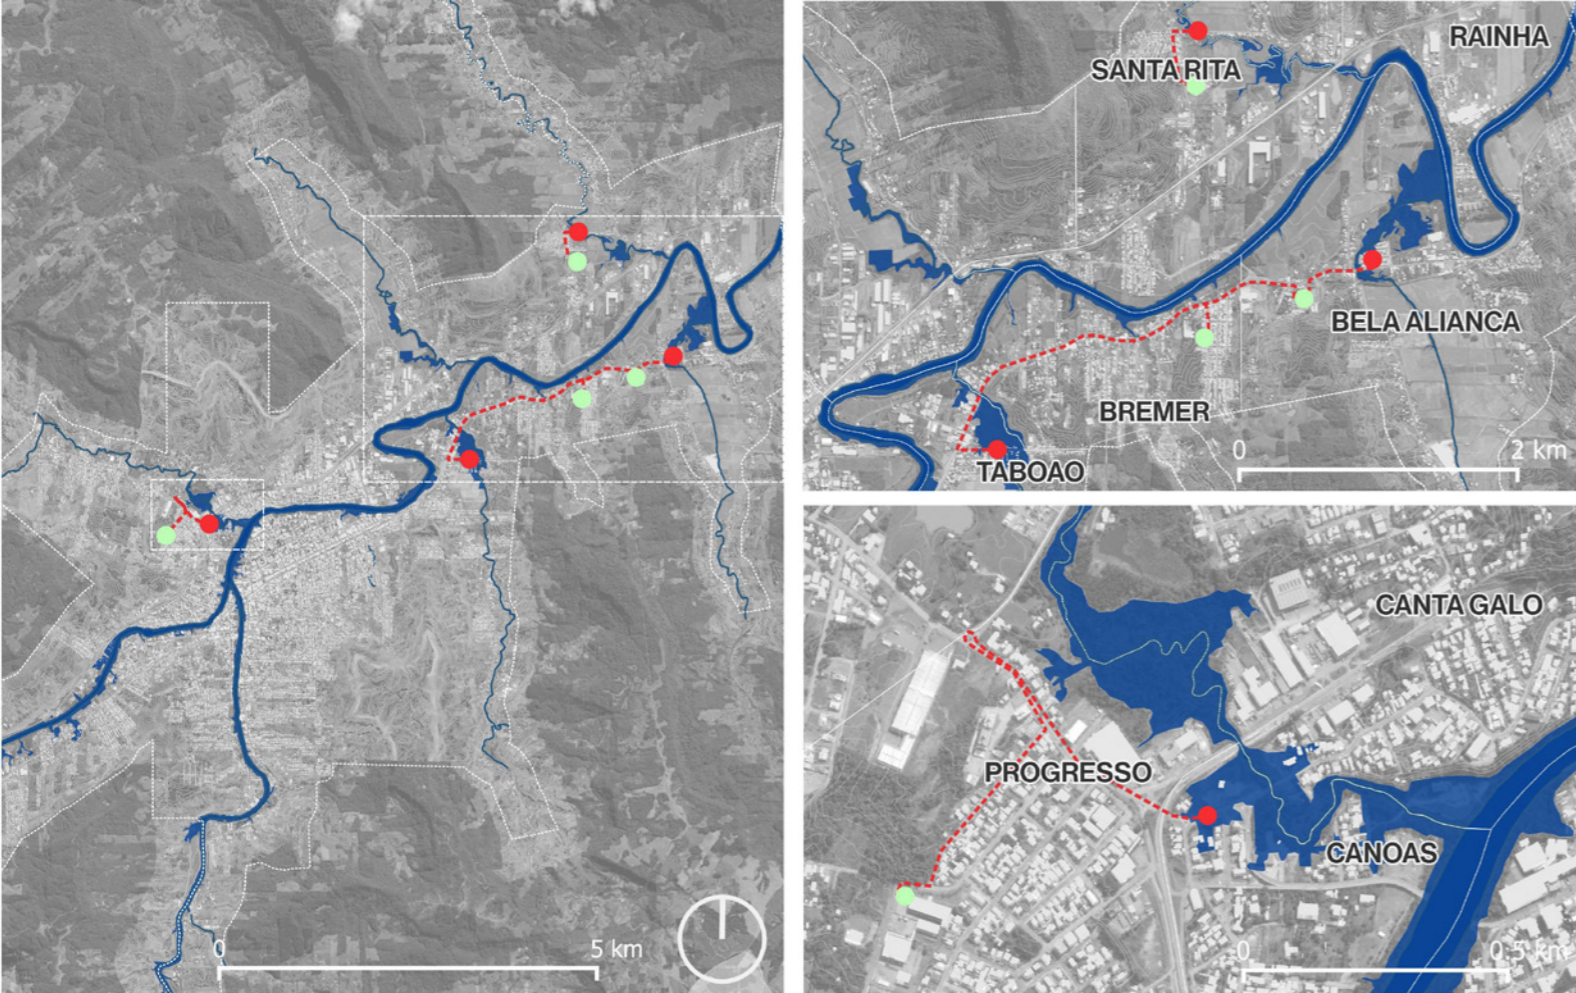 0
5 km
RAINHA
SANTA RITA
BELA ALIANCA
BREMER
0
2 km
TABOAO
CANTA GALO
PROGRESSO
CANOAS
0
0.5 km